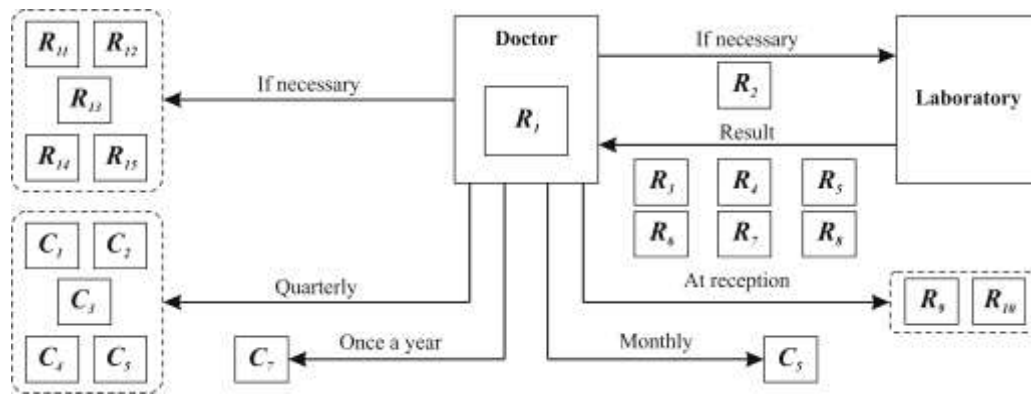 R11 R12
R13
R14 R15
If necessary
Doctor
R1
If necessary
R2
Laboratory
Result
R3 R4 R5
R6 R7 R8
C1 C2
C3
C4 C5
Quarterly
At reception
R9 R10
C7
Once a year
Monthly
C5